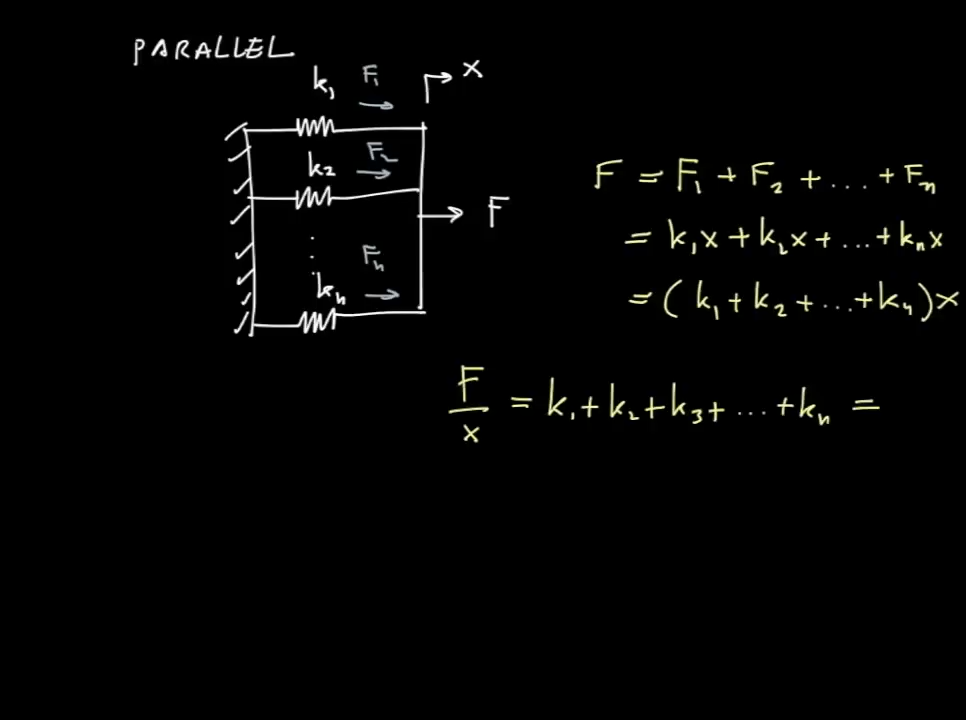 PARALLEL
k₁ F₁ x
k₂ F₂
F
⋮ Fₙ
kₙ
F = F₁ + F₂ + ... + Fₙ
= k₁x + k₂x + ... + kₙx
= (k₁ + k₂ + ... + kₙ)x
F/x = k₁ + k₂ + k₃ + ... + kₙ =